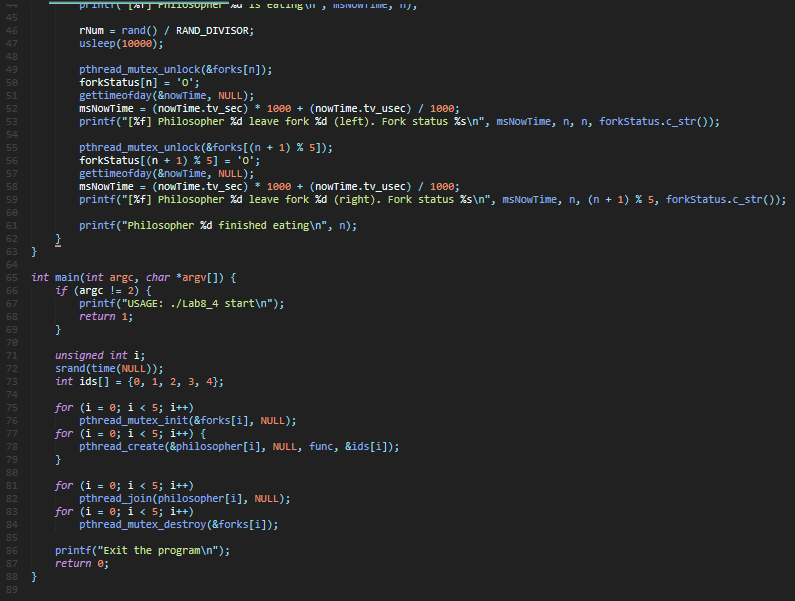 44 printf("[%f] Philosopher %d is eating\n", msNowTime, n);
45
46 rNum = rand() / RAND_DIVISOR;
47 usleep(10000);
48
49 pthread_mutex_unlock(&forks[n]);
50 forkStatus[n] = 'O';
51 gettimeofday(&nowTime, NULL);
52 msNowTime = (nowTime.tv_sec) * 1000 + (nowTime.tv_usec) / 1000;
53 printf("[%f] Philosopher %d leave fork %d (left). Fork status %s\n", msNowTime, n, n, forkStatus.c_str());
54
55 pthread_mutex_unlock(&forks[(n + 1) % 5]);
56 forkStatus[(n + 1) % 5] = 'O';
57 gettimeofday(&nowTime, NULL);
58 msNowTime = (nowTime.tv_sec) * 1000 + (nowTime.tv_usec) / 1000;
59 printf("[%f] Philosopher %d leave fork %d (right). Fork status %s\n", msNowTime, n, (n + 1) % 5, forkStatus.c_str());
60
61 printf("Philosopher %d finished eating\n", n);
62 }
63 }
64
65 int main(int argc, char *argv[]) {
66 if (argc != 2) {
67 printf("USAGE: ./Lab8_4 start\n");
68 return 1;
69 }
70
71 unsigned int i;
72 srand(time(NULL));
73 int ids[] = {0, 1, 2, 3, 4};
74
75 for (i = 0; i < 5; i++)
76 pthread_mutex_init(&forks[i], NULL);
77 for (i = 0; i < 5; i++) {
78 pthread_create(&philosopher[i], NULL, func, &ids[i]);
79 }
80
81 for (i = 0; i < 5; i++)
82 pthread_join(philosopher[i], NULL);
83 for (i = 0; i < 5; i++)
84 pthread_mutex_destroy(&forks[i]);
85
86 printf("Exit the program\n");
87 return 0;
88 }
89